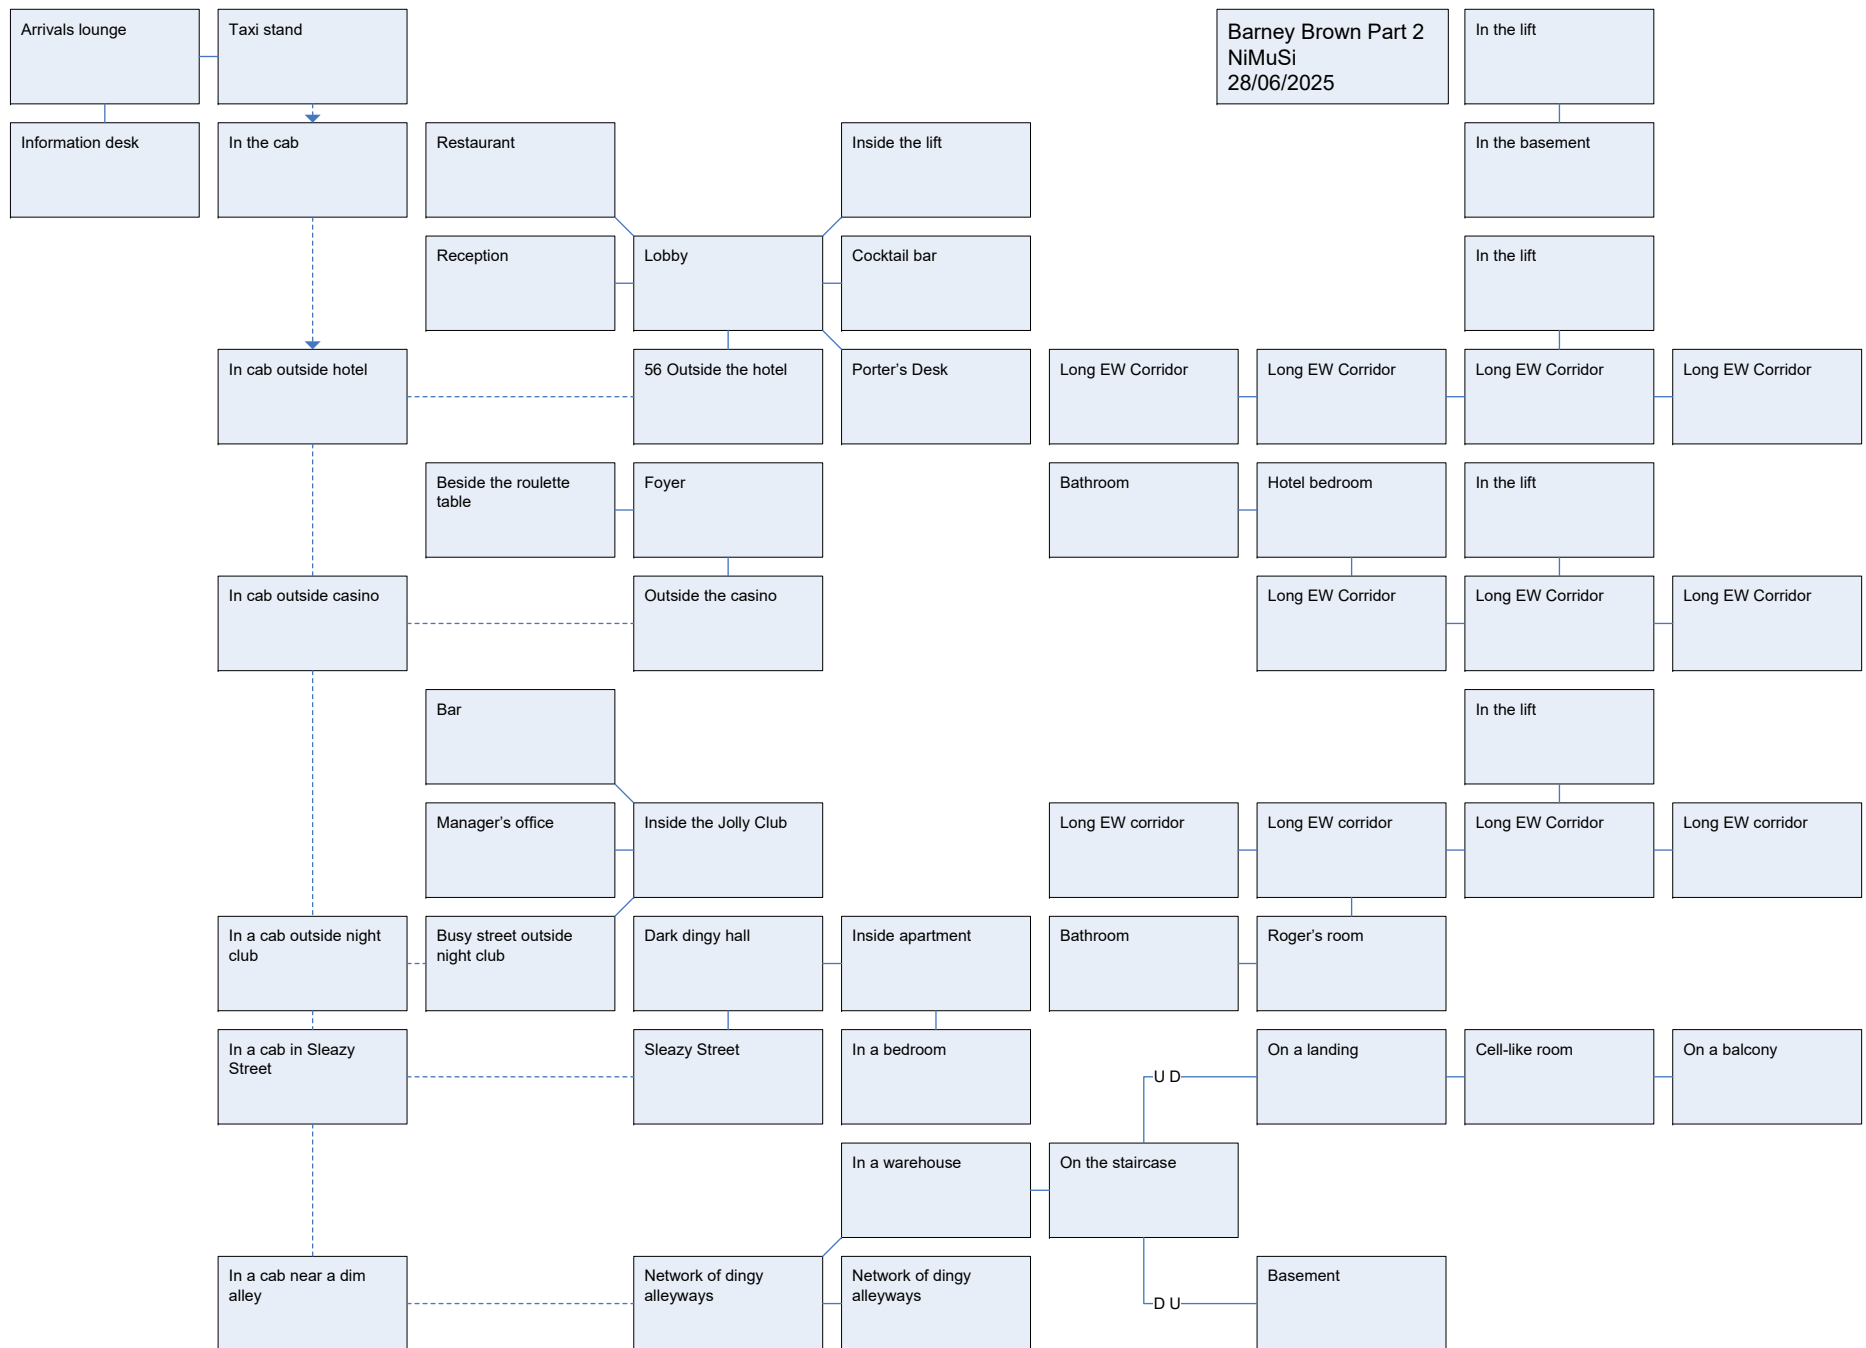 Arrivals lounge
Taxi stand
Barney Brown Part 2
NiMuSi
28/06/2025
In the lift
Information desk
In the cab
Restaurant
Inside the lift
In the basement
Reception
Lobby
Cocktail bar
In the lift
In cab outside hotel
56 Outside the hotel
Porter’s Desk
Long EW Corridor
Long EW Corridor
Long EW Corridor
Long EW Corridor
Beside the roulette
table
Foyer
Bathroom
Hotel bedroom
In the lift
In cab outside casino
Outside the casino
Long EW Corridor
Long EW Corridor
Long EW Corridor
Bar
In the lift
Manager’s office
Inside the Jolly Club
Long EW corridor
Long EW corridor
Long EW Corridor
Long EW corridor
In a cab outside night
club
Busy street outside
night club
Dark dingy hall
Inside apartment
Bathroom
Roger’s room
In a cab in Sleazy
Street
Sleazy Street
In a bedroom
U D
On a landing
Cell-like room
On a balcony
In a warehouse
On the staircase
In a cab near a dim
alley
Network of dingy
alleyways
Network of dingy
alleyways
D U
Basement